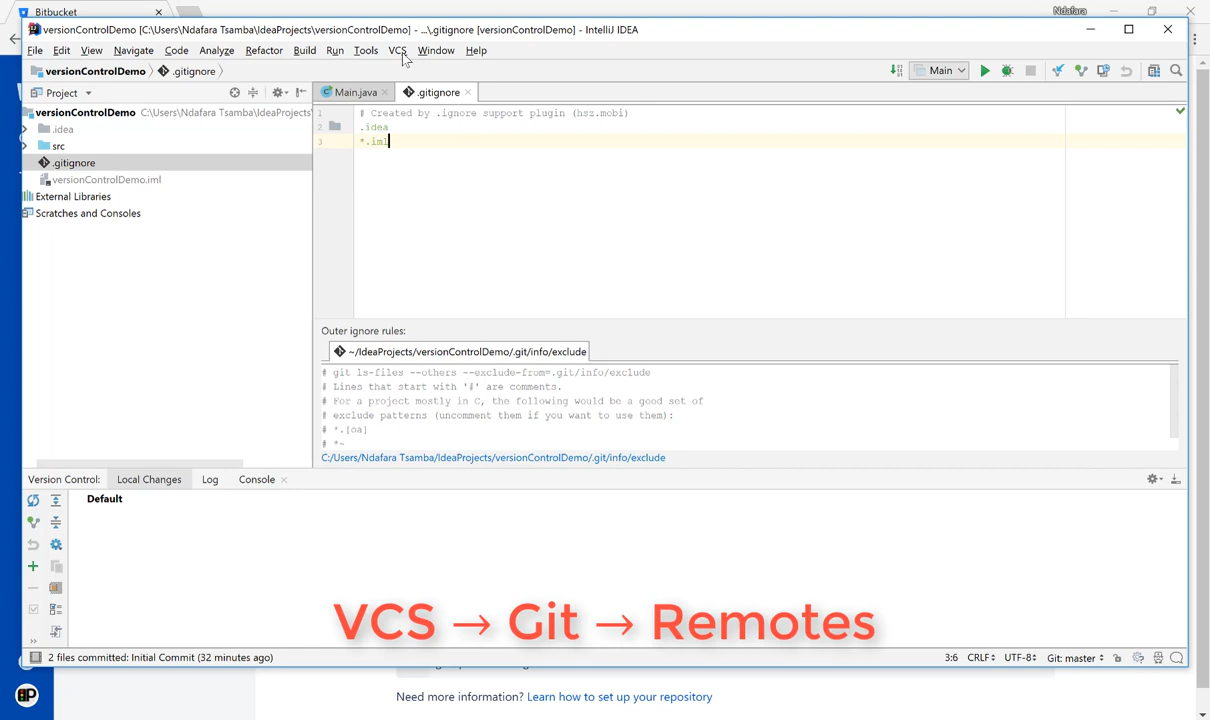 Bitbucket
Ndafara
versionControlDemo [C:\Users\Ndafara Tsamba\IdeaProjects\versionControlDemo] - ...\.gitignore [versionControlDemo] - IntelliJ IDEA
File Edit View Navigate Code Analyze Refactor Build Run Tools VCS Window Help
versionControlDemo .gitignore Main
Project Main.java .gitignore
versionControlDemo C:\Users\Ndafara Tsamba\IdeaProjects
.idea
src
.gitignore
versionControlDemo.iml
External Libraries
Scratches and Consoles
1 # Created by .ignore support plugin (hsz.mobi)
2 .idea
3 *.iml
Outer ignore rules:
~/IdeaProjects/versionControlDemo/.git/info/exclude
# git ls-files --others --exclude-from=.git/info/exclude
# Lines that start with '#' are comments.
# For a project mostly in C, the following would be a good set of
# exclude patterns (uncomment them if you want to use them):
# *.[oa]
# *~
C:/Users/Ndafara Tsamba/IdeaProjects/versionControlDemo/.git/info/exclude
Version Control: Local Changes Log Console
Default
VCS → Git → Remotes
2 files committed: Initial Commit (32 minutes ago) 3:6 CRLF UTF-8 Git: master
Need more information? Learn how to set up your repository